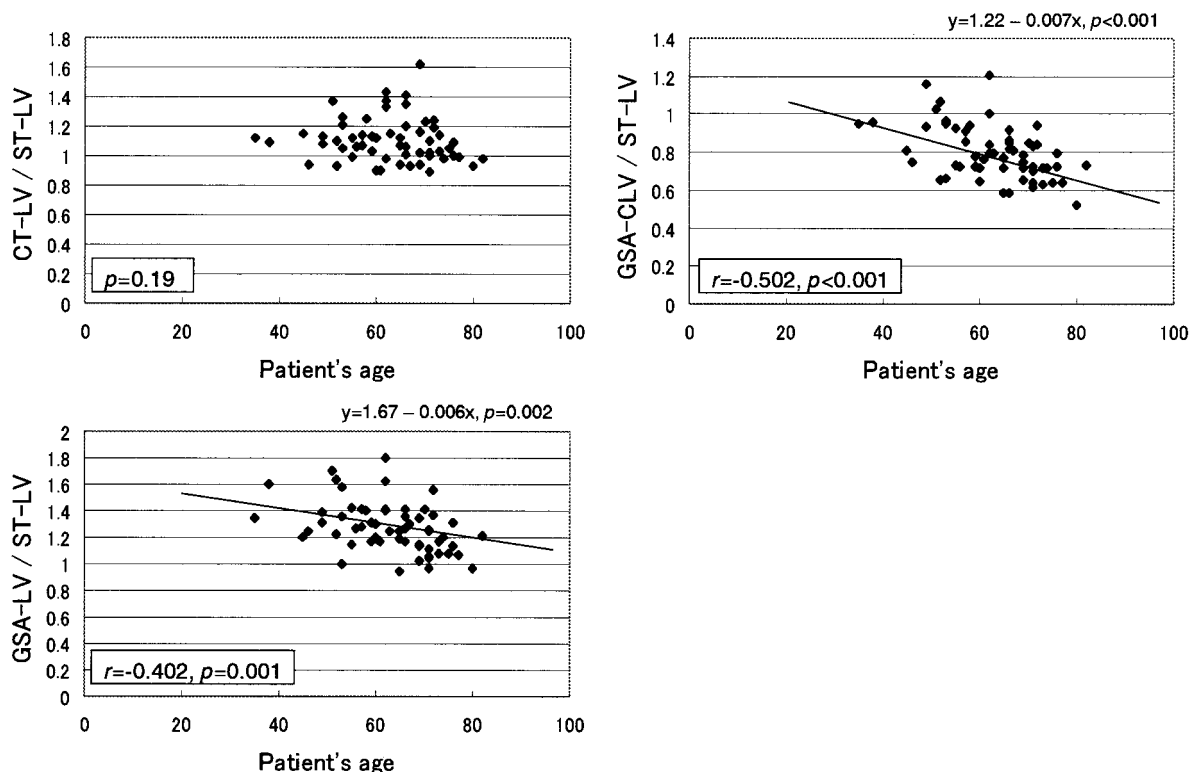 CT-LV / ST-LV
1.8
1.6
1.4
1.2
1
0.8
0.6
0.4
0.2
0
p=0.19
0 20 40 60 80 100
Patient's age
y=1.22 – 0.007x, p<0.001
GSA-CLV / ST-LV
1.4
1.2
1
0.8
0.6
0.4
0.2
0
r=-0.502, p<0.001
0 20 40 60 80 100
Patient's age
y=1.67 – 0.006x, p=0.002
GSA-LV / ST-LV
2
1.8
1.6
1.4
1.2
1
0.8
0.6
0.4
0.2
0
r=-0.402, p=0.001
0 20 40 60 80 100
Patient's age